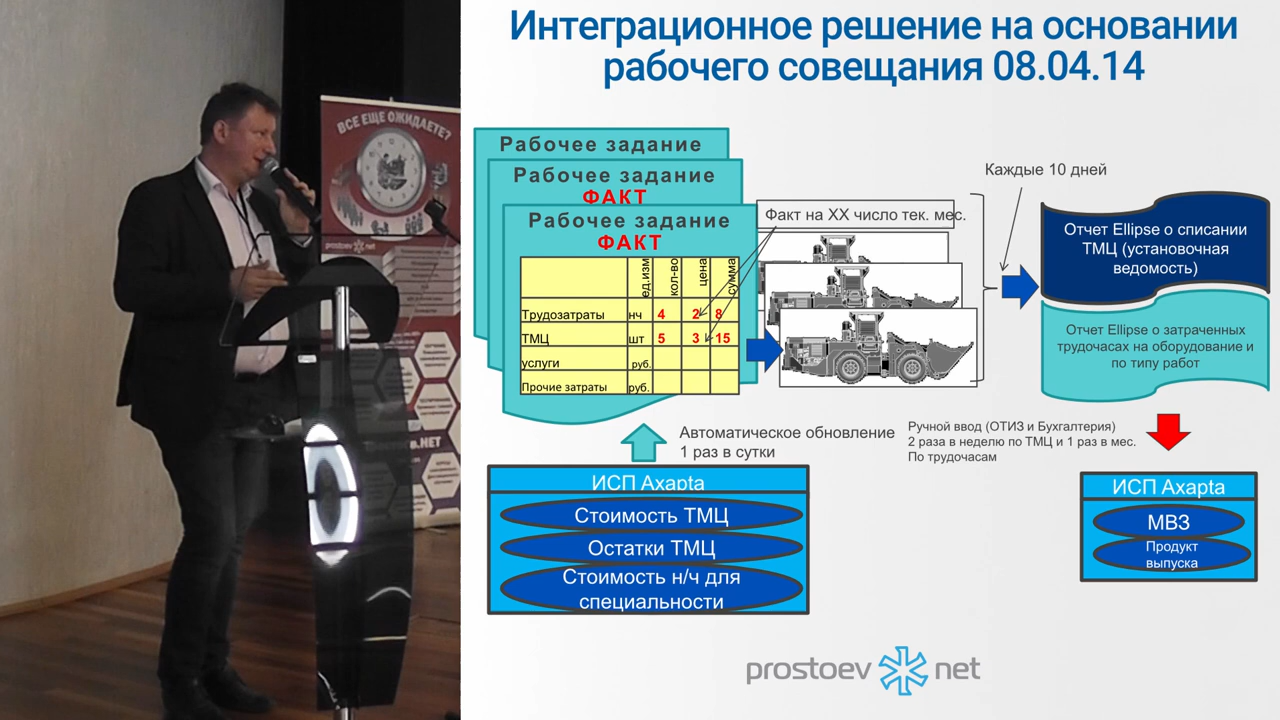 Интеграционное решение на основании
рабочего совещания 08.04.14
ВСЕ ЕЩЕ ОЖИДАЕТЕ?
prostoev net
Рабочее задание
Рабочее задание
ФАКТ
Рабочее задание
ФАКТ
ед.изм
кол-во
цена
сумма
Трудозатраты нч 4 2 8
ТМЦ шт 5 3 15
услуги руб.
Прочие затраты руб.
Факт на ХХ число тек. мес.
Каждые 10 дней
Отчет Ellipse о списании
ТМЦ (установочная
ведомость)
Отчет Ellipse о затраченных
трудочасах на оборудование и
по типу работ
Автоматическое обновление
1 раз в сутки
Ручной ввод (ОТИЗ и Бухгалтерия)
2 раза в неделю по ТМЦ и 1 раз в мес.
По трудочасам
ИСП Axapta
Стоимость ТМЦ
Остатки ТМЦ
Стоимость н/ч для
специальности
ИСП Axapta
МВЗ
Продукт
выпуска
prostoev net